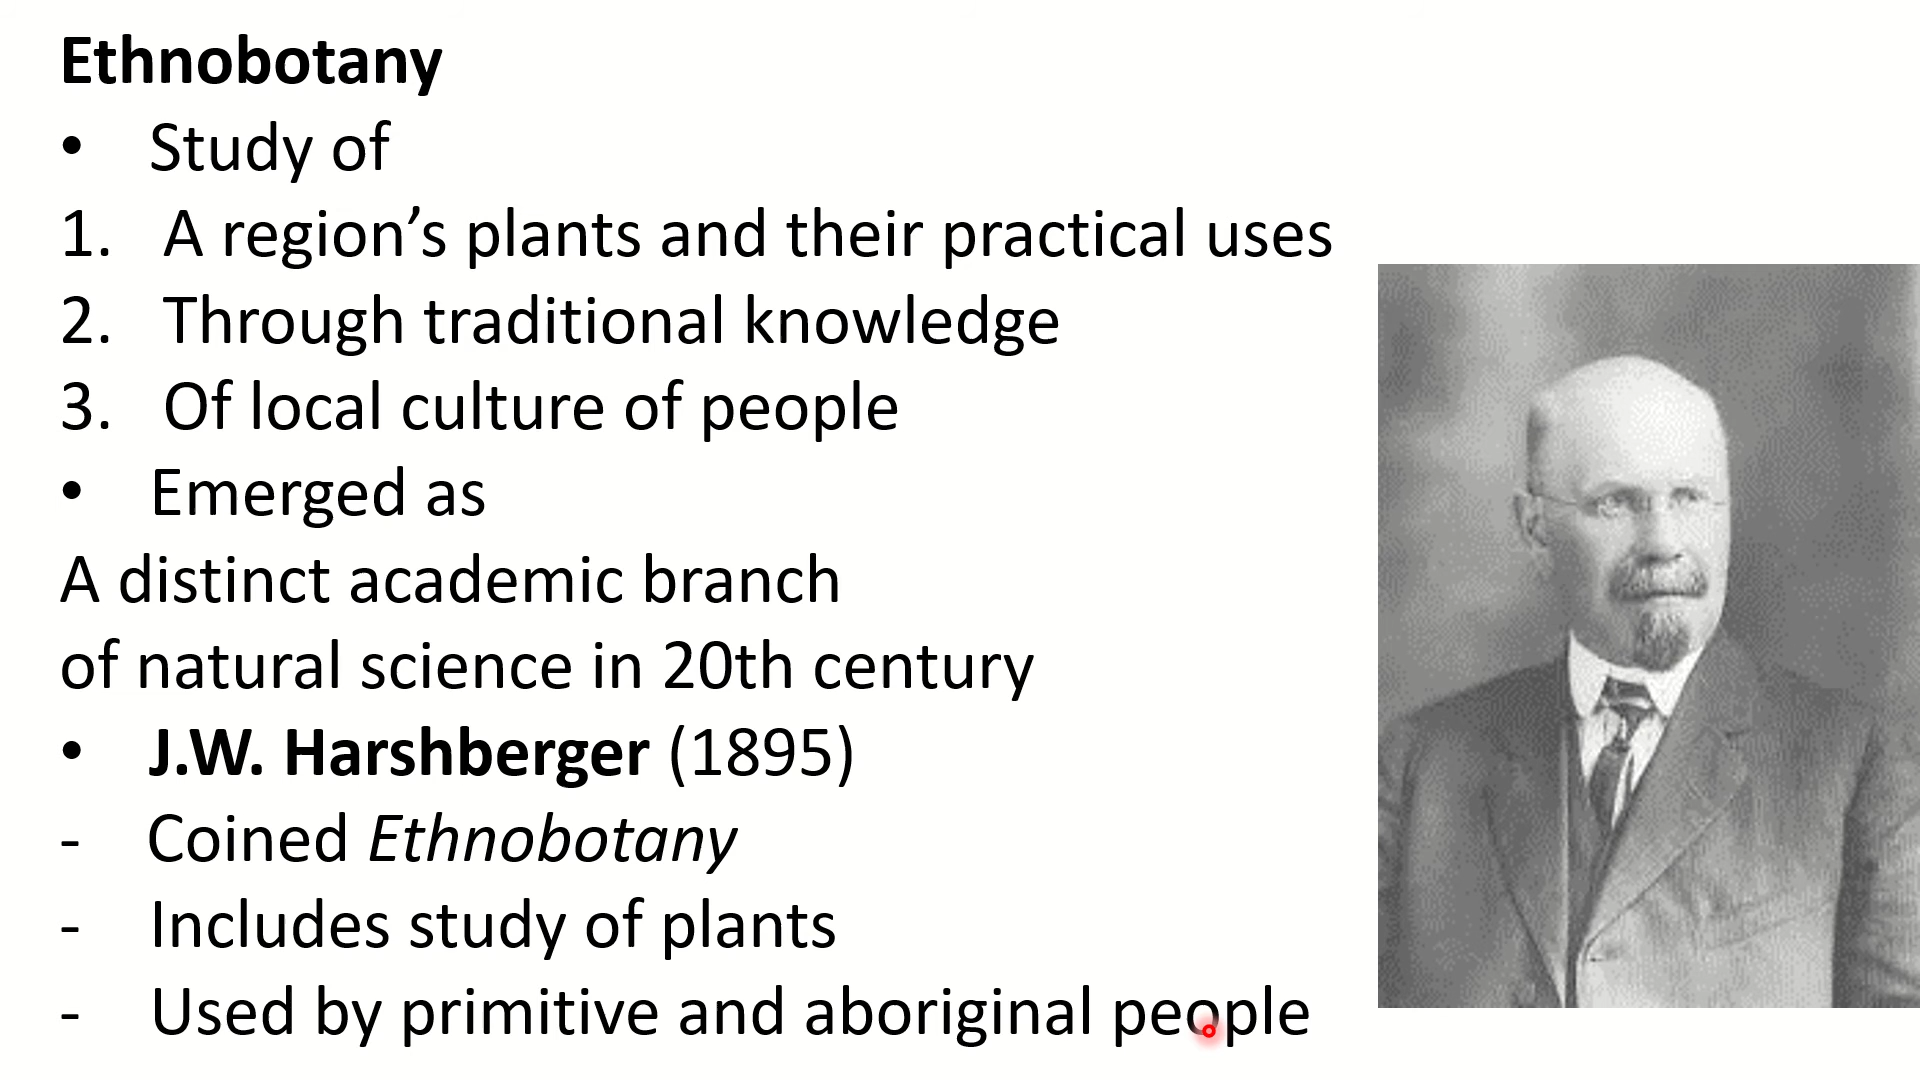 Ethnobotany
• Study of
1. A region’s plants and their practical uses
2. Through traditional knowledge
3. Of local culture of people
• Emerged as
A distinct academic branch
of natural science in 20th century
• J.W. Harshberger (1895)
- Coined Ethnobotany
- Includes study of plants
- Used by primitive and aboriginal people